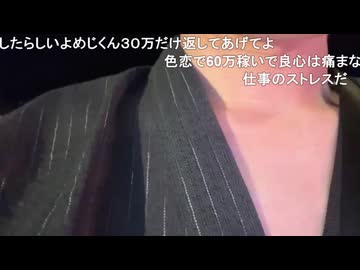 したらしいよめじくん３０万だけ返してあげてよ
色恋で60万稼いで良心は痛まな
仕事のストレスだ